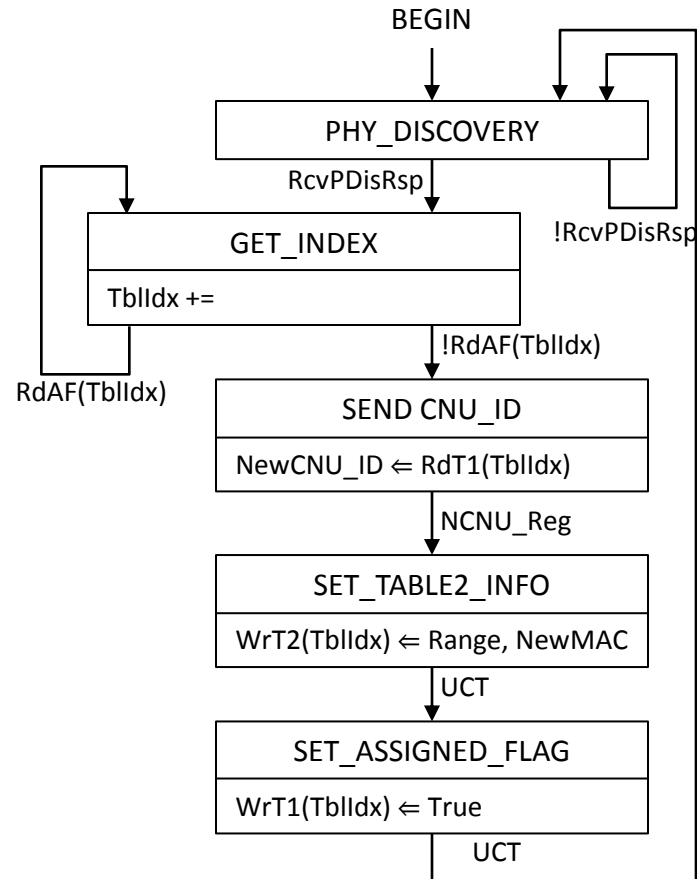 BEGIN
PHY_DISCOVERY
RcvPDisRsp
!RcvPDisRsp
GET_INDEX
TblIdx +=
!RdAF(TblIdx)
RdAF(TblIdx)
SEND CNU_ID
NewCNU_ID ⇐ RdT1(TblIdx)
NCNU_Reg
SET_TABLE2_INFO
WrT2(TblIdx) ⇐ Range, NewMAC
UCT
SET_ASSIGNED_FLAG
WrT1(TblIdx) ⇐ True
UCT